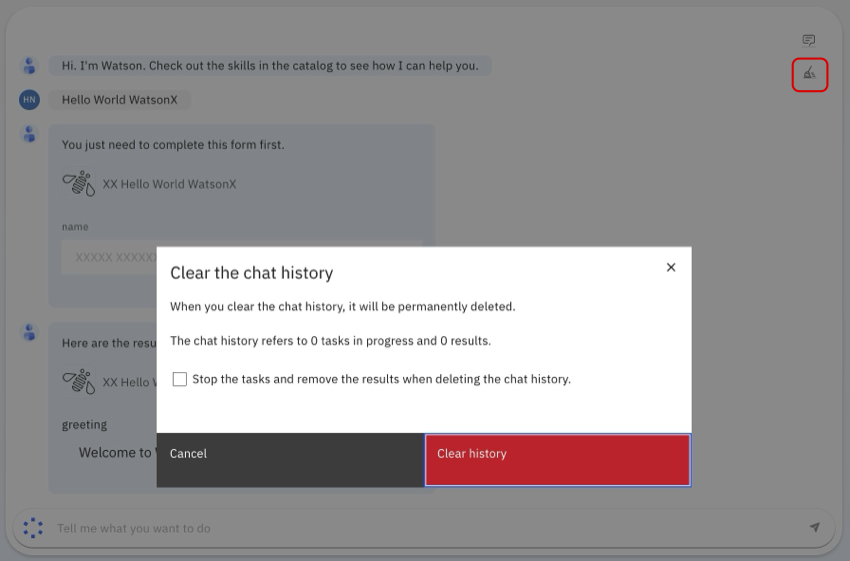 Hi. I'm Watson. Check out the skills in the catalog to see how I can help you.
HN
Hello World WatsonX
You just need to complete this form first.
XX Hello World WatsonX
name
XXXXX XXXXX
Clear the chat history
When you clear the chat history, it will be permanently deleted.
The chat history refers to 0 tasks in progress and 0 results.
Stop the tasks and remove the results when deleting the chat history.
Cancel
Clear history
Here are the resu
XX Hello
greeting
Welcome to
Tell me what you want to do